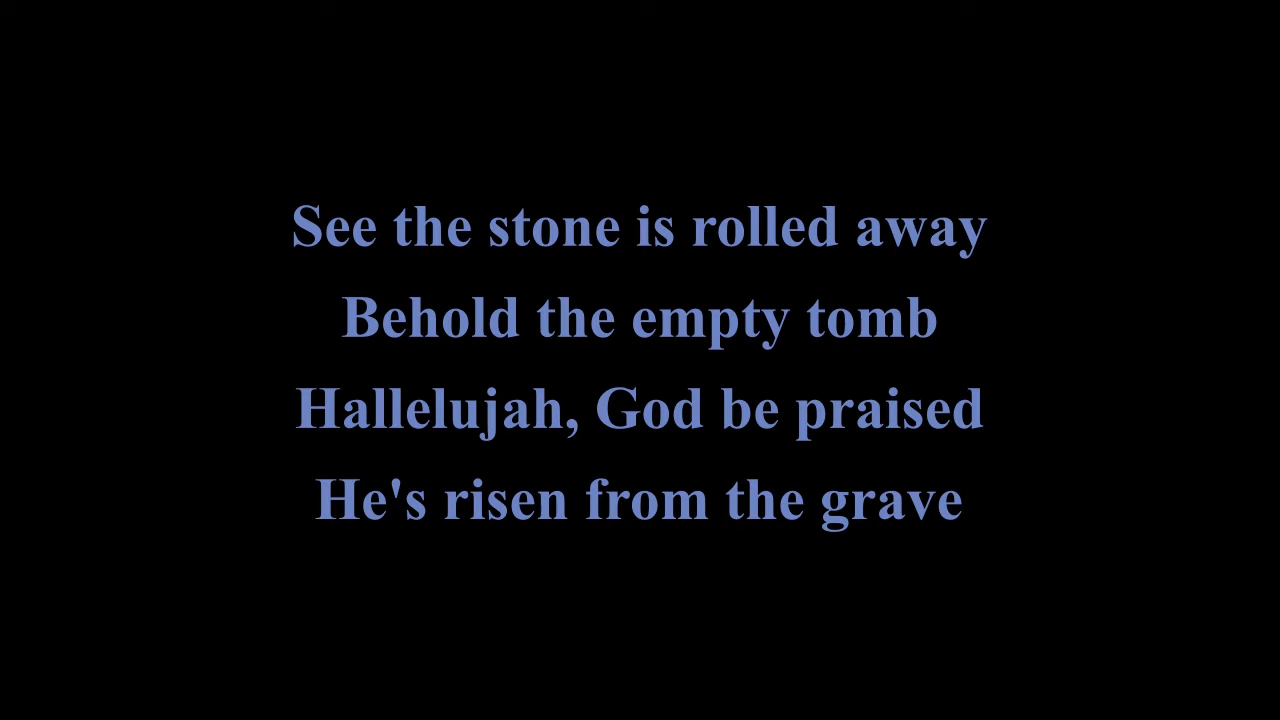 See the stone is rolled away
Behold the empty tomb
Hallelujah, God be praised
He's risen from the grave